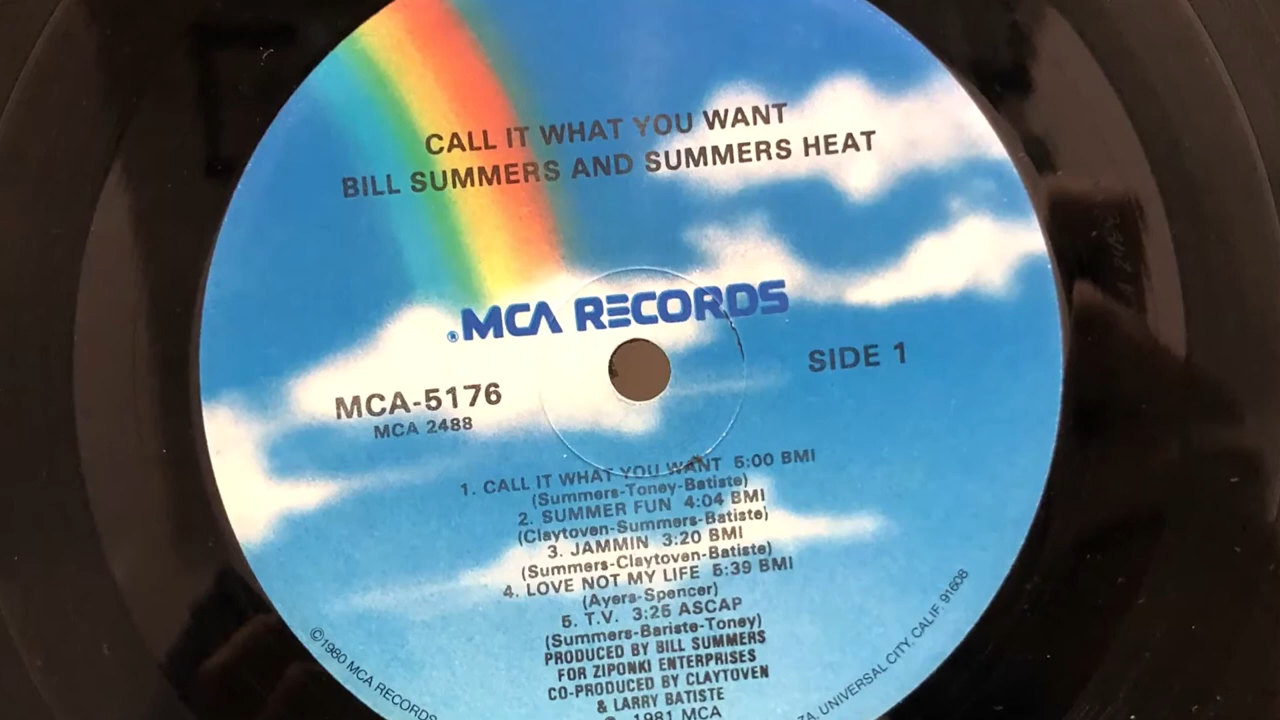 CALL IT WHAT YOU WANT
BILL SUMMERS AND SUMMERS HEAT
® MCA RECORDS
MCA-5176
MCA 2488
SIDE 1
1. CALL IT WHAT YOU WANT 5:00 BMI
(Summers-Toney-Batiste)
2. SUMMER FUN 4:04 BMI
(Claytoven-Summers-Batiste)
3. JAMMIN 3:20 BMI
(Summers-Claytoven-Batiste)
4. LOVE NOT MY LIFE 5:39 BMI
(Ayers-Spencer)
5. T.V. 3:25 ASCAP
(Summers-Bariste-Toney)
PRODUCED BY BILL SUMMERS
FOR ZIPONKI ENTERPRISES
CO-PRODUCED BY CLAYTOVEN
& LARRY BATISTE
1981 MCA
©1980 MCA RECORDS
ZA, UNIVERSAL CITY, CALIF. 91608